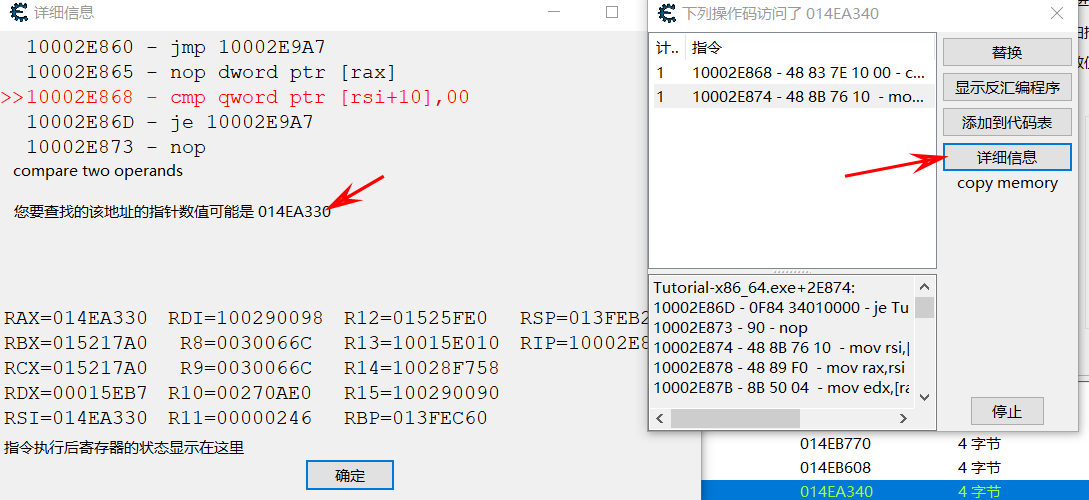 详细信息
10002E860 - jmp 10002E9A7
10002E865 - nop dword ptr [rax]
>>10002E868 - cmp qword ptr [rsi+10],00
10002E86D - je 10002E9A7
10002E873 - nop
compare two operands
您要查找的该地址的指针数值可能是 014EA330
RAX=014EA330 RDI=100290098 R12=01525FE0 RSP=013FEB2
RBX=015217A0 R8=0030066C R13=10015E010 RIP=10002E8
RCX=015217A0 R9=0030066C R14=10028F758
RDX=00015EB7 R10=00270AE0 R15=100290090
RSI=014EA330 R11=00000246 RBP=013FEC60
指令执行后寄存器的状态显示在这里
确定
下列操作码访问了 014EA340
计.. 指令
1 10002E868 - 48 83 7E 10 00 - c...
1 10002E874 - 48 8B 76 10 - mo...
替换
显示反汇编程序
添加到代码表
详细信息
copy memory
Tutorial-x86_64.exe+2E874:
10002E86D - 0F84 34010000 - je Tu
10002E873 - 90 - nop
10002E874 - 48 8B 76 10 - mov rsi,[
10002E878 - 48 89 F0 - mov rax,rsi
10002E87B - 8B 50 04 - mov edx,[ra
停止
014EB770 4 字节
014EB608 4 字节
014EA340 4 字节